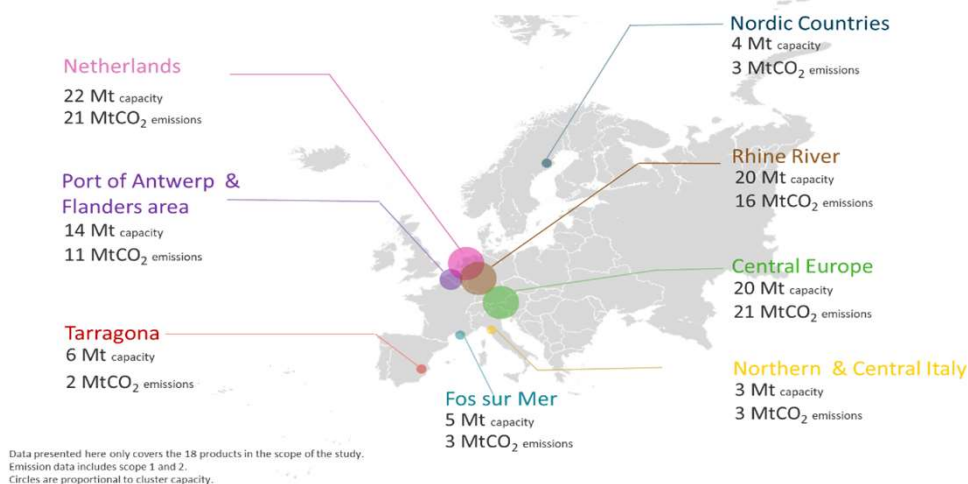 Nordic Countries
4 Mt capacity
3 MtCO₂ emissions
Netherlands
22 Mt capacity
21 MtCO₂ emissions
Rhine River
20 Mt capacity
16 MtCO₂ emissions
Port of Antwerp &
Flanders area
14 Mt capacity
11 MtCO₂ emissions
Central Europe
20 Mt capacity
21 MtCO₂ emissions
Tarragona
6 Mt capacity
2 MtCO₂ emissions
Northern & Central Italy
3 Mt capacity
3 MtCO₂ emissions
Fos sur Mer
5 Mt capacity
3 MtCO₂ emissions
Data presented here only covers the 18 products in the scope of the study.
Emission data includes scope 1 and 2.
Circles are proportional to cluster capacity.